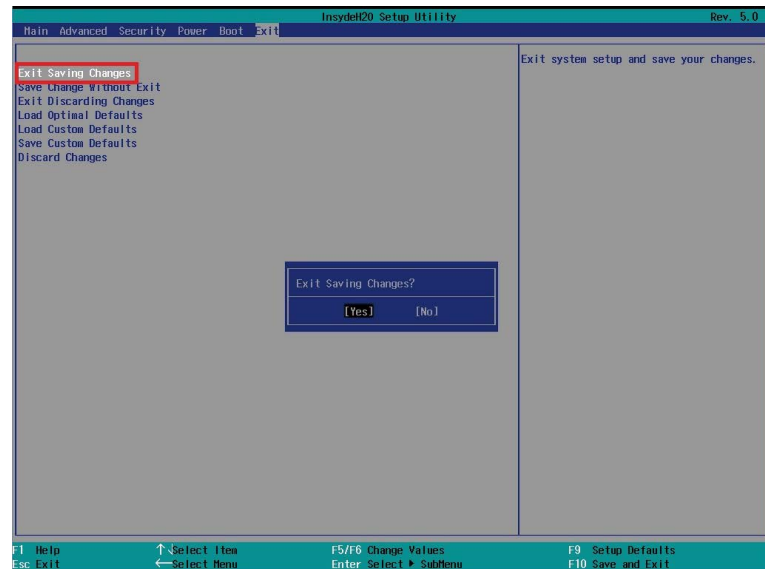 InsydeH20 Setup Utility Rev. 5.0
Main Advanced Security Power Boot Exit
Exit Saving Changes
Save Change Without Exit
Exit Discarding Changes
Load Optimal Defaults
Load Custom Defaults
Save Custom Defaults
Discard Changes
Exit system setup and save your changes.
Exit Saving Changes?
[Yes] [No]
F1 Help ↑↓Select Item F5/F6 Change Values F9 Setup Defaults
Esc Exit ←Select Menu Enter Select ▶ SubMenu F10 Save and Exit